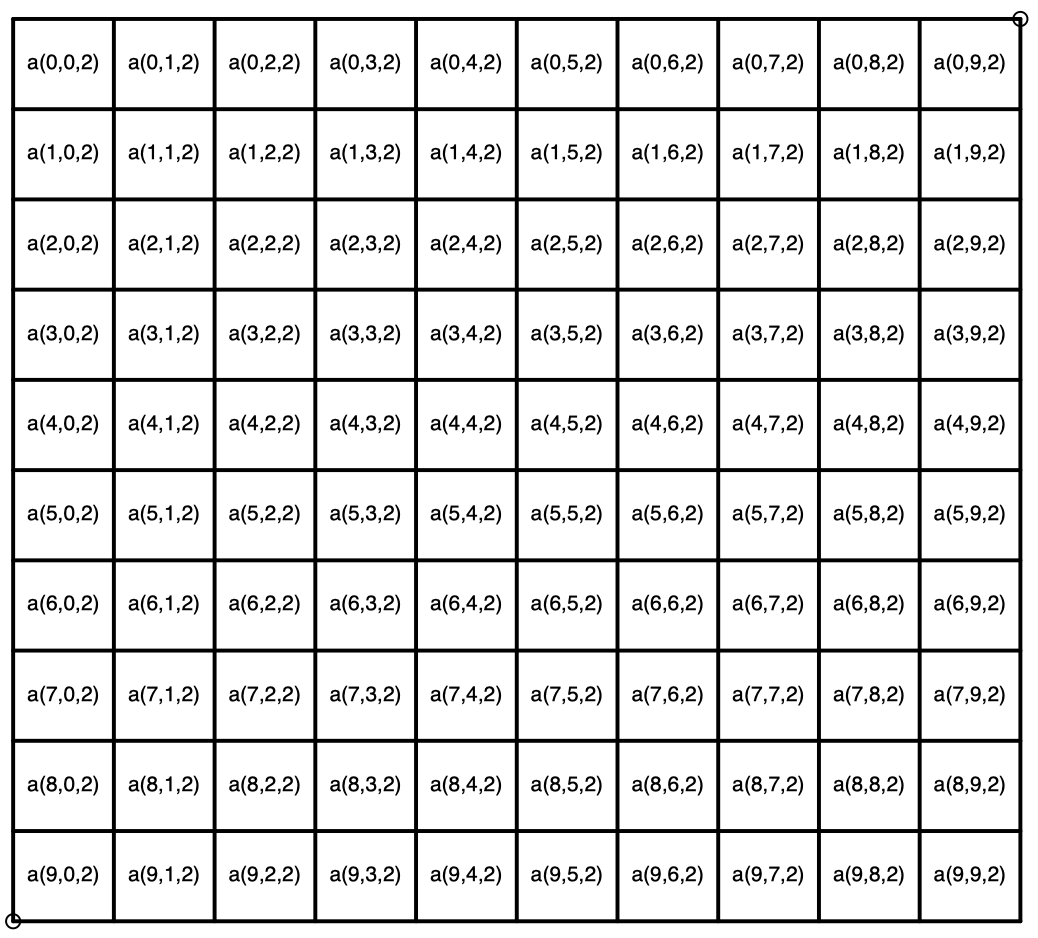 a(0,0,2) a(0,1,2) a(0,2,2) a(0,3,2) a(0,4,2) a(0,5,2) a(0,6,2) a(0,7,2) a(0,8,2) a(0,9,2)
a(1,0,2) a(1,1,2) a(1,2,2) a(1,3,2) a(1,4,2) a(1,5,2) a(1,6,2) a(1,7,2) a(1,8,2) a(1,9,2)
a(2,0,2) a(2,1,2) a(2,2,2) a(2,3,2) a(2,4,2) a(2,5,2) a(2,6,2) a(2,7,2) a(2,8,2) a(2,9,2)
a(3,0,2) a(3,1,2) a(3,2,2) a(3,3,2) a(3,4,2) a(3,5,2) a(3,6,2) a(3,7,2) a(3,8,2) a(3,9,2)
a(4,0,2) a(4,1,2) a(4,2,2) a(4,3,2) a(4,4,2) a(4,5,2) a(4,6,2) a(4,7,2) a(4,8,2) a(4,9,2)
a(5,0,2) a(5,1,2) a(5,2,2) a(5,3,2) a(5,4,2) a(5,5,2) a(5,6,2) a(5,7,2) a(5,8,2) a(5,9,2)
a(6,0,2) a(6,1,2) a(6,2,2) a(6,3,2) a(6,4,2) a(6,5,2) a(6,6,2) a(6,7,2) a(6,8,2) a(6,9,2)
a(7,0,2) a(7,1,2) a(7,2,2) a(7,3,2) a(7,4,2) a(7,5,2) a(7,6,2) a(7,7,2) a(7,8,2) a(7,9,2)
a(8,0,2) a(8,1,2) a(8,2,2) a(8,3,2) a(8,4,2) a(8,5,2) a(8,6,2) a(8,7,2) a(8,8,2) a(8,9,2)
a(9,0,2) a(9,1,2) a(9,2,2) a(9,3,2) a(9,4,2) a(9,5,2) a(9,6,2) a(9,7,2) a(9,8,2) a(9,9,2)